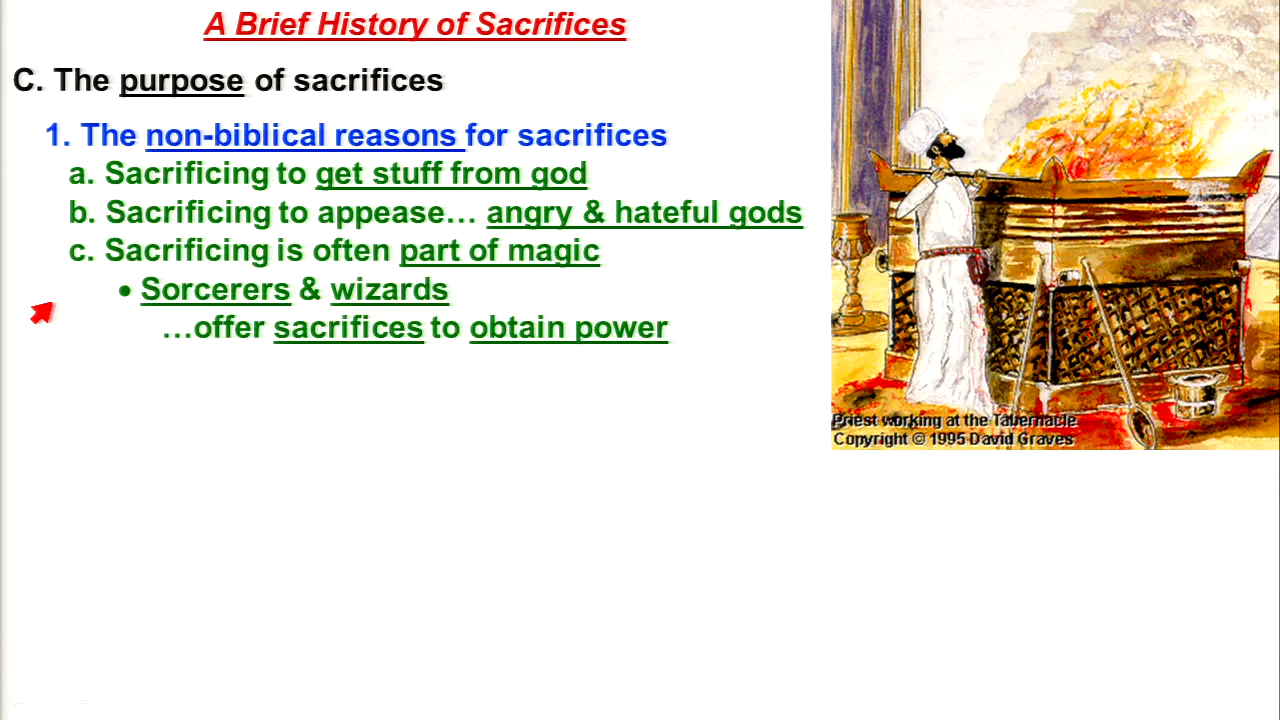 A Brief History of Sacrifices
C. The purpose of sacrifices
1. The non-biblical reasons for sacrifices
a. Sacrificing to get stuff from god
b. Sacrificing to appease… angry & hateful gods
c. Sacrificing is often part of magic
• Sorcerers & wizards
…offer sacrifices to obtain power
Priest working at the Tabernacle
Copyright © 1995 David Graves